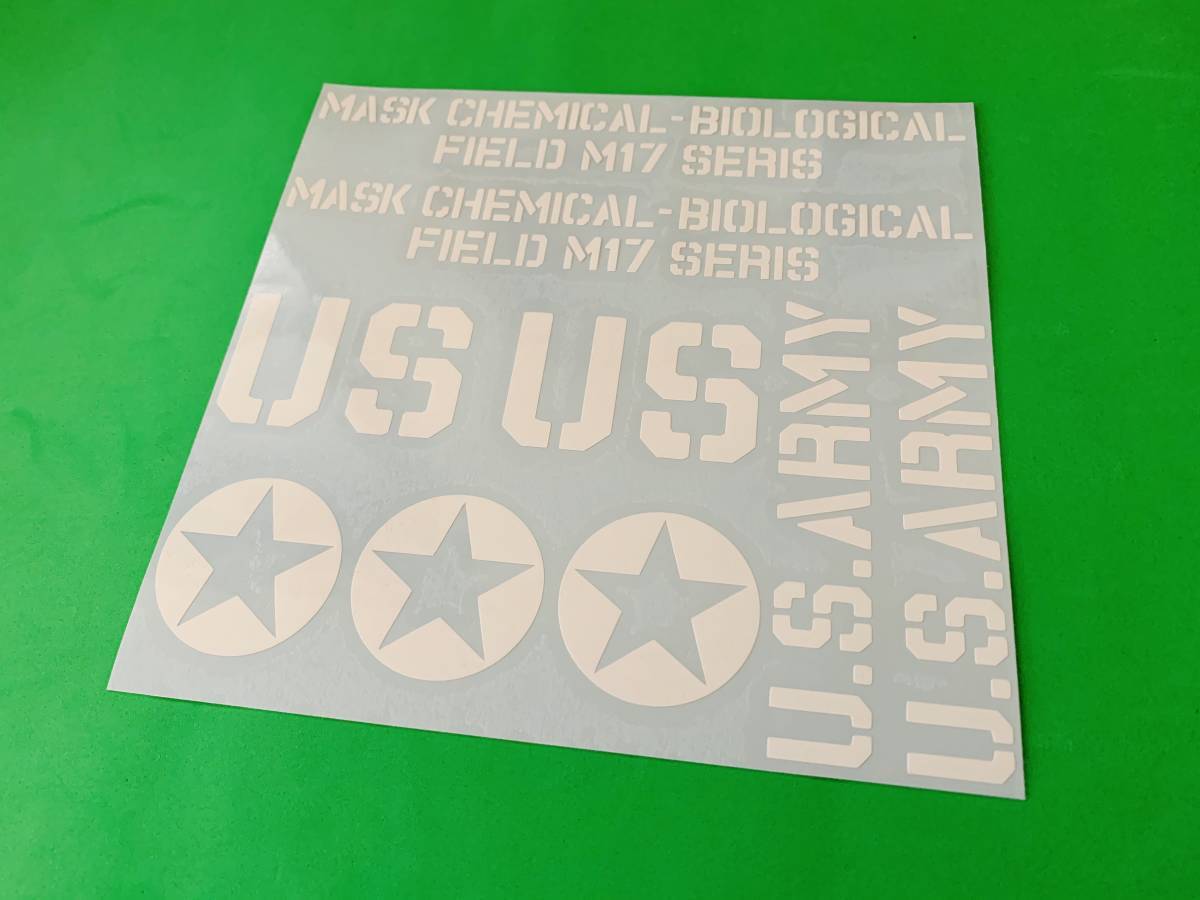 MASK CHEMICAL-BIOLOGICAL
FIELD M17 SERIS
MASK CHEMICAL-BIOLOGICAL
FIELD M17 SERIS
US US
U.S.ARMY
U.S.ARMY